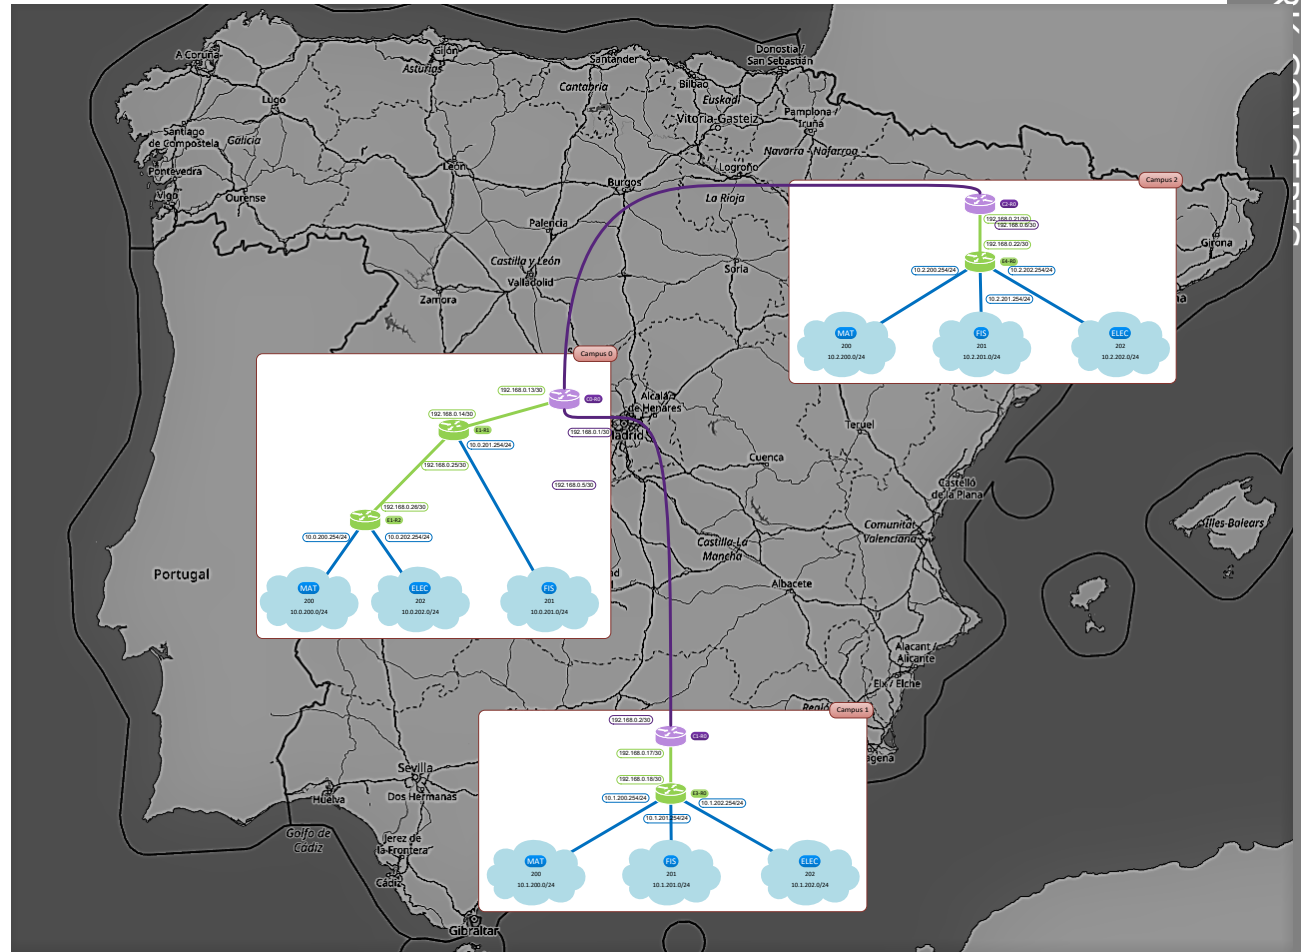 A Coruña
Gijón
Asturias
Santander
Cantabria
Donostia /
San Sebastián
Bilbao
Euskadi
Vitoria-Gasteiz
Pamplona /
Iruña
Lugo
Santiago
de Compostela
Galicia
Pontevedra
Vigo
Ourense
León
Burgos
Logroño
Navarra - Nafarroa
La Rioja
Palencia
Castilla y León
Valladolid
Zamora
Soria
Girona
Campus 2
C2-R0
192.168.0.21/30
192.168.0.6/30
192.168.0.22/30
E4-R0
10.2.200.254/24
10.2.202.254/24
10.2.201.254/24
MAT
200
10.2.200.0/24
FIS
201
10.2.201.0/24
ELEC
202
10.2.202.0/24
Campus 0
192.168.0.13/30
C0-R0
192.168.0.14/30
E1-R1
10.0.201.254/24
192.168.0.1/30
192.168.0.25/30
192.168.0.5/30
192.168.0.26/30
E1-R2
10.0.200.254/24
10.0.202.254/24
MAT
200
10.0.200.0/24
ELEC
202
10.0.202.0/24
FIS
201
10.0.201.0/24
Alcalá
de Henares
Madrid
Teruel
Cuenca
Castelló
de la Plana
Comunitat
Valenciana
Illes Balears
Castilla-La
Mancha
Albacete
Portugal
Alacant /
Alicante
Elx / Elche
Campus 1
192.168.0.2/30
C1-R0
192.168.0.17/30
192.168.0.18/30
E3-R0
10.1.200.254/24
10.1.202.254/24
10.1.201.254/24
MAT
200
10.1.200.0/24
FIS
201
10.1.201.0/24
ELEC
202
10.1.202.0/24
Sevilla
Huelva
Dos Hermanas
Golfo de
Cádiz
Jerez de
la Frontera
Cádiz
Gibraltar